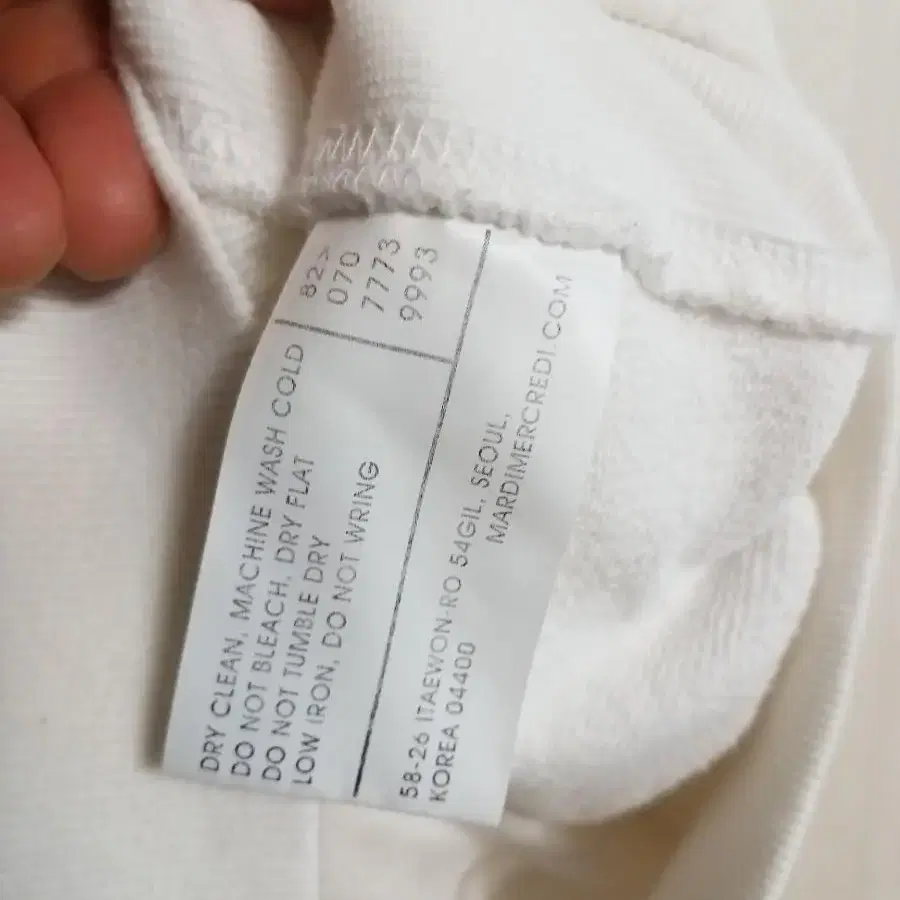 DRY CLEAN, MACHINE WASH COLD
DO NOT BLEACH, DRY FLAT
DO NOT TUMBLE DRY
LOW IRON, DO NOT WRING
82>
070
7773
9993
58-26 ITAEWON-RO 54GIL, SEOUL,
KOREA 04400
MARDIMERCREDI.COM